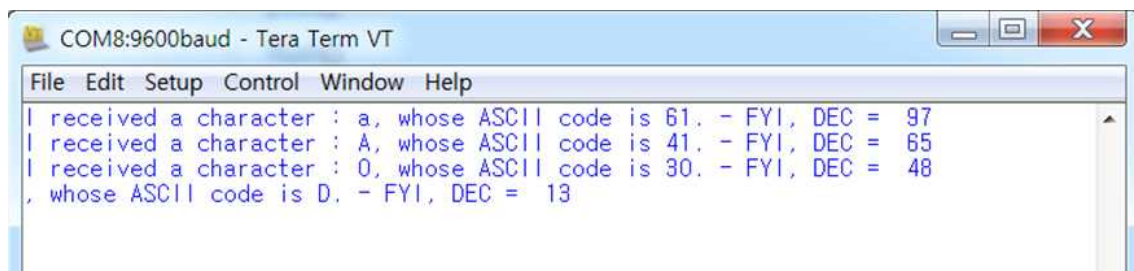 COM8:9600baud - Tera Term VT
File Edit Setup Control Window Help
I received a character : a, whose ASCII code is 61. - FYI, DEC = 97
I received a character : A, whose ASCII code is 41. - FYI, DEC = 65
I received a character : 0, whose ASCII code is 30. - FYI, DEC = 48
, whose ASCII code is D. - FYI, DEC = 13